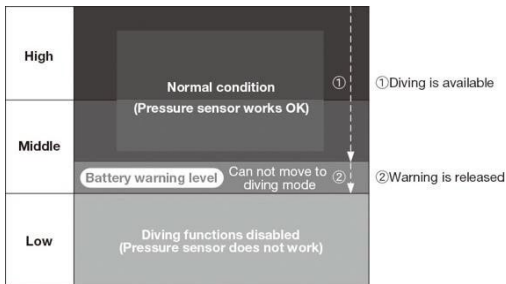 High
Normal condition
(Pressure sensor works OK)
①
①Diving is available
Middle
Battery warning level
Can not move to
diving mode
②
②Warning is released
Low
Diving functions disabled
(Pressure sensor does not work)